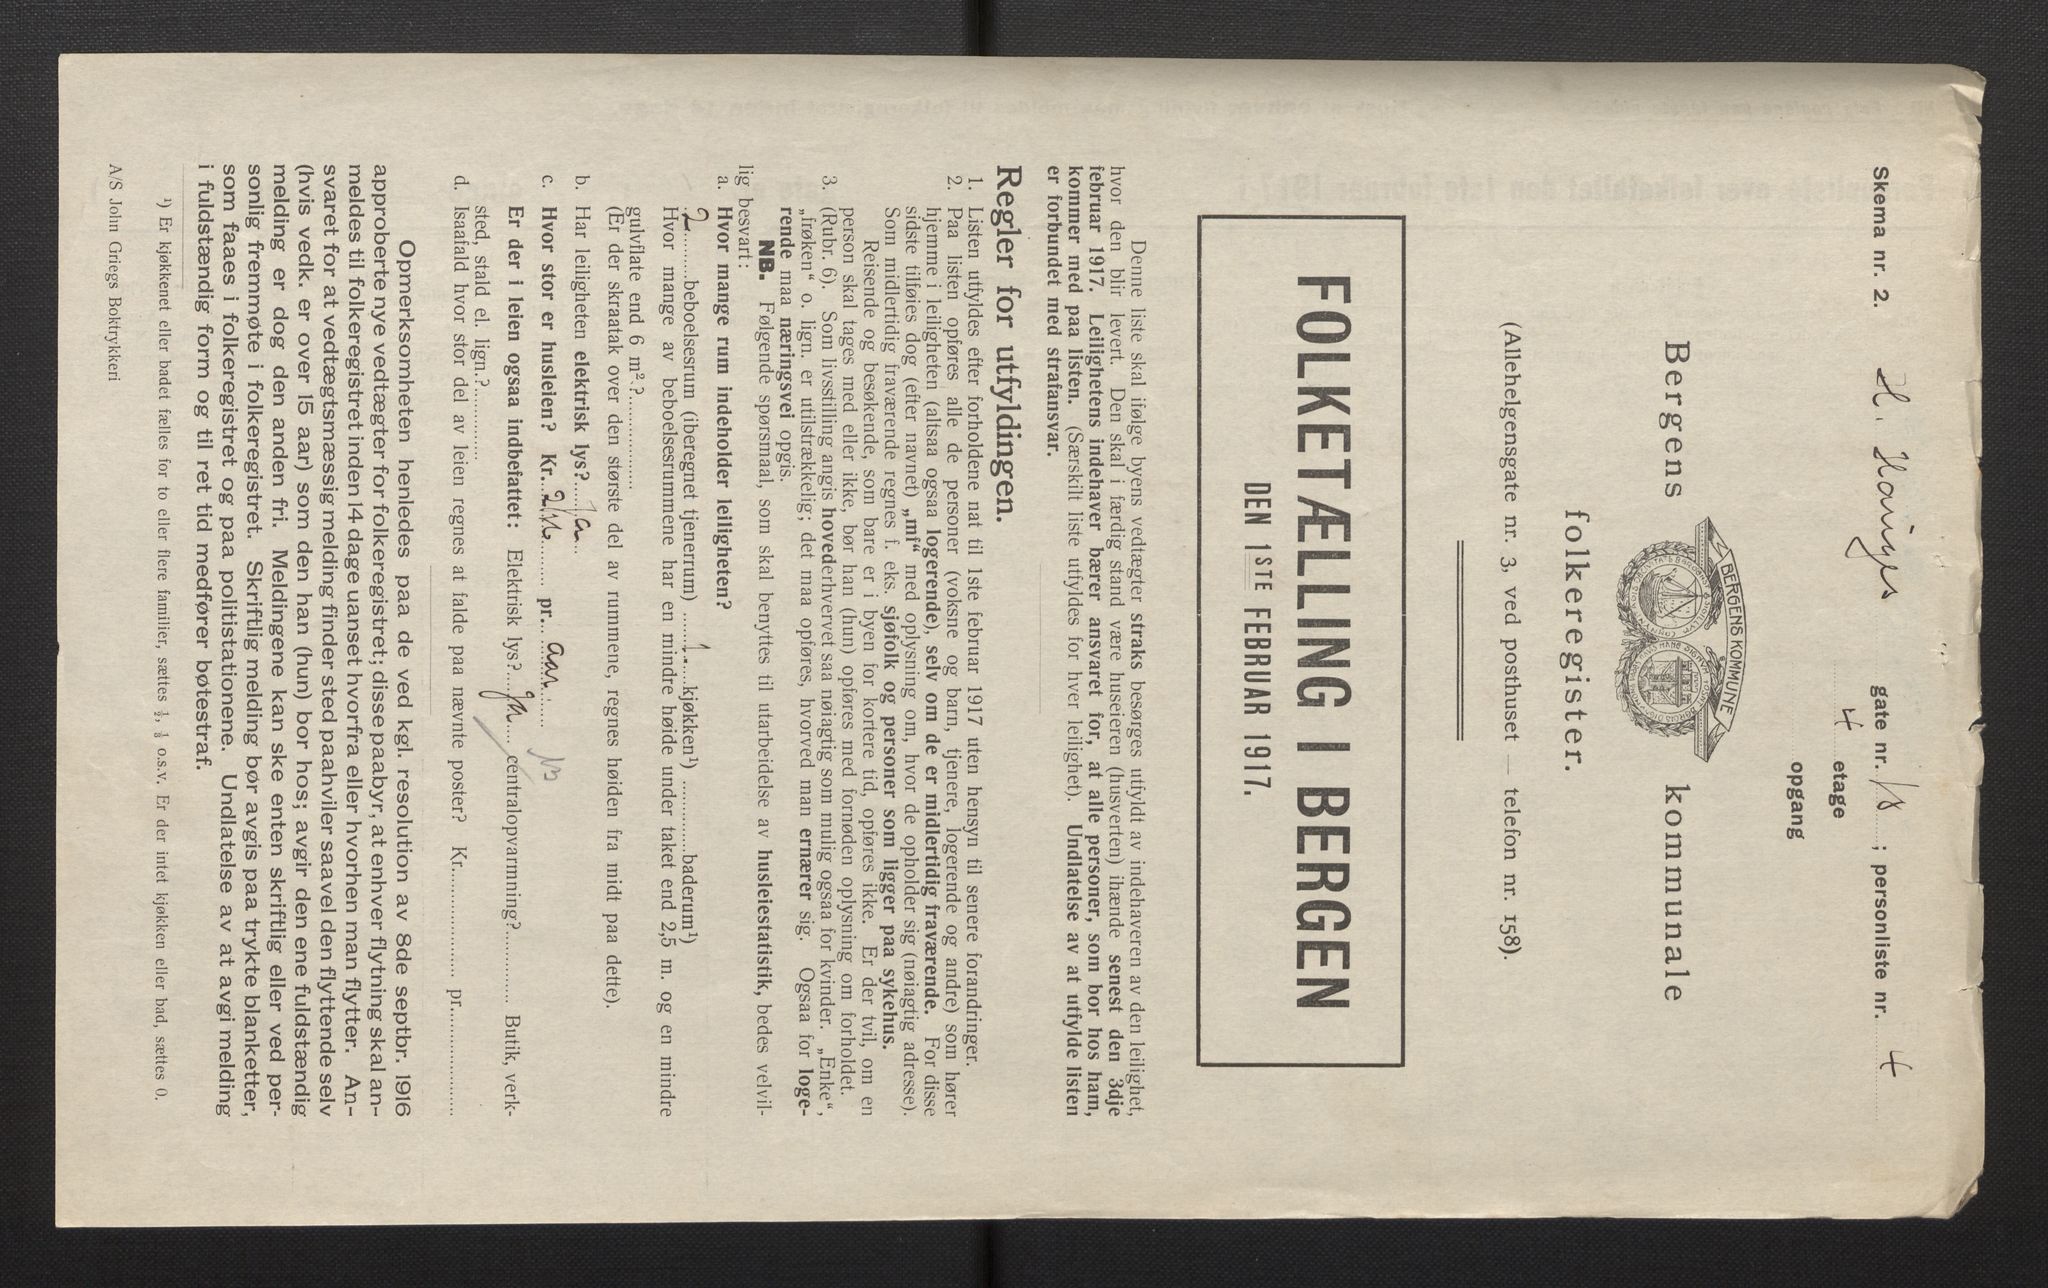 Skema nr. 2. H. Hauges gate nr. 18; personliste nr. 4
4 etage
opgang
BERGENS KOMMUNE
Bergens kommunale
folkeregister.
(Allehelgensgate nr. 3, ved posthuset — telefon nr. 158).
FOLKETÆLLING I BERGEN
DEN 1STE FEBRUAR 1917.
Denne liste skal ifølge byens vedtægter straks besørges utfyldt av indehaveren av den leilighet,
hvor den blir levert. Den skal i færdig stand være huseieren (husverten) ihænde senest den 3dje
februar 1917. Leilighetens indehaver bærer ansvaret for, at alle personer, som bor hos ham,
kommer med paa listen. (Særskilt liste utfyldes for hver leilighet). Undlatelse av at utfylde listen
er forbundet med strafansvar.
Regler for utfyldingen.
1. Listen utfyldes efter forholdene nat til 1ste februar 1917 uten hensyn til senere forandringer.
2. Paa listen opføres alle de personer (voksne og barn, tjenere, logerende og andre) som hører
hjemme i leiligheten (altsaa ogsaa logerende), selv om de er midlertidig fraværende. For disse
sidste tilføies dog (efter navnet) „mf“ med oplysning om, hvor de opholder sig (nøiagtig adresse).
Som midlertidig fraværende regnes f. eks. sjøfolk og personer som ligger paa sykehus.
Reisende og besøkende, som bare er i byen for kortere tid, opføres ikke. Er der tvil, om en
person skal tages med eller ikke, bør han (hun) opføres med fornøden oplysning om forholdet.
3. (Rubr. 6). Som livsstilling angis hovederhvervet saa nøiagtig som mulig ogsaa for kvinder. „Enke“,
„frøken“ o. lign. er utilstrækkelig; det maa opføres, hvorved man ernærer sig. Ogsaa for loge-
rende maa næringsvei opgis.
NB. Følgende spørsmaal, som skal benyttes til utarbeidelse av husleiestatistik, bedes velvil-
lig besvart:
a. Hvor mange rum indeholder leiligheten?
2 beboelsesrum (iberegnet tjenerrum) 1 kjøkken¹) baderum¹)
Hvor mange av beboelsesrummene har en mindre høide under taket end 2,5 m. og en mindre
gulvflate end 6 m².?
(Er der skraatak over den største del av rummene, regnes høiden fra midt paa dette).
b. Har leiligheten elektrisk lys? Ja
c. Hvor stor er husleien? Kr. pr. aar
Er der i leien ogsaa indbefattet: Elektrisk lys? Ja centralopvarmning? Butik, verk-
sted, stald el. lign.?
d. Isaafald hvor stor del av leien regnes at falde paa nævnte poster? Kr. pr.
Opmerksomheten henledes paa de ved kgl. resolution av 8de septbr. 1916
approberte nye vedtægter for folkeregistret; disse paabyr, at enhver flytning skal an-
meldes til folkeregistret inden 14 dage uanset hvorfra eller hvorhen man flytter. An-
svaret for at vedtægtsmæssig melding finder sted paahviler saavel den flyttende selv
(hvis vedk. er over 15 aar) som den han (hun) bor hos; avgir den ene fuldstændig
melding er dog den anden fri. Meldingene kan ske enten skriftlig eller ved per-
sonlig fremmøte i folkeregistret. Skriftlig melding bør avgis paa trykte blanketter,
som faaes i folkeregistret og paa politistationene. Undlatelse av at avgi melding
i fuldstændig form og til ret tid medfører bøtestraf.
¹) Er kjøkkenet eller badet fælles for to eller flere familier, sættes ½, ⅓ o.s.v. Er der intet kjøkken eller bad, sættes 0.
A/S John Griegs Boktrykkeri